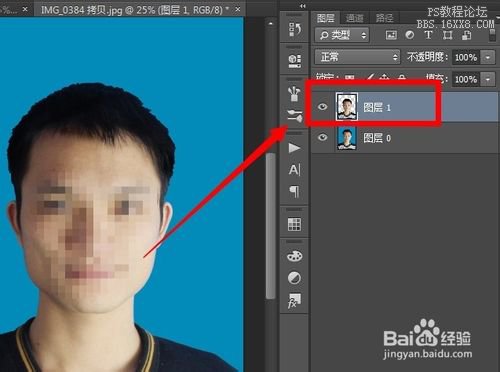 5%... × IMG_0384 拷贝.jpg @ 25% (图层 1, RGB/8) * ×
PS教程论坛
BBS.16XX8.COM
图层 通道 路径
类型
正常 不透明度: 100%
锁定: 填充: 100%
图层 1
图层 0
Bai 经验
jingyan.baidu.com